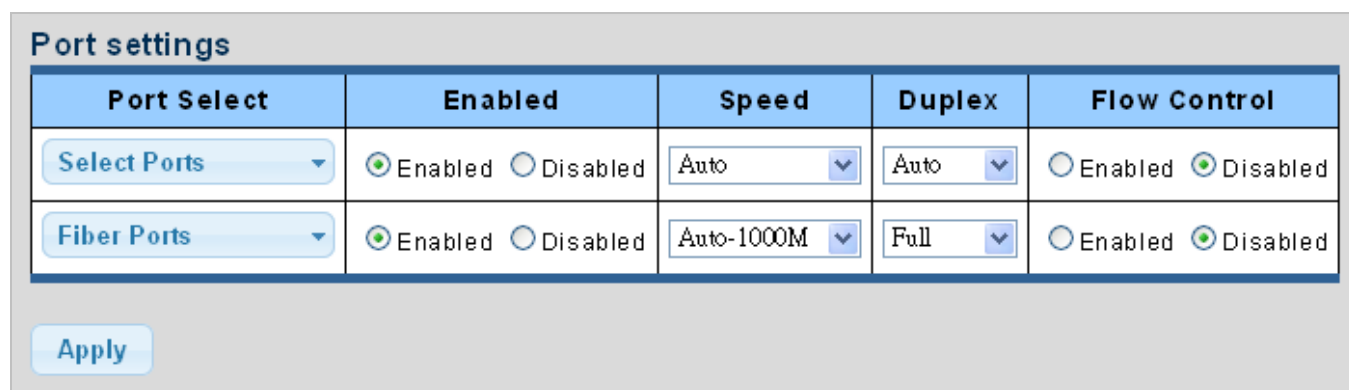 Port settings
Port Select Enabled Speed Duplex Flow Control
Select Ports Enabled Disabled Auto Auto Enabled Disabled
Fiber Ports Enabled Disabled Auto-1000M Full Enabled Disabled
Apply